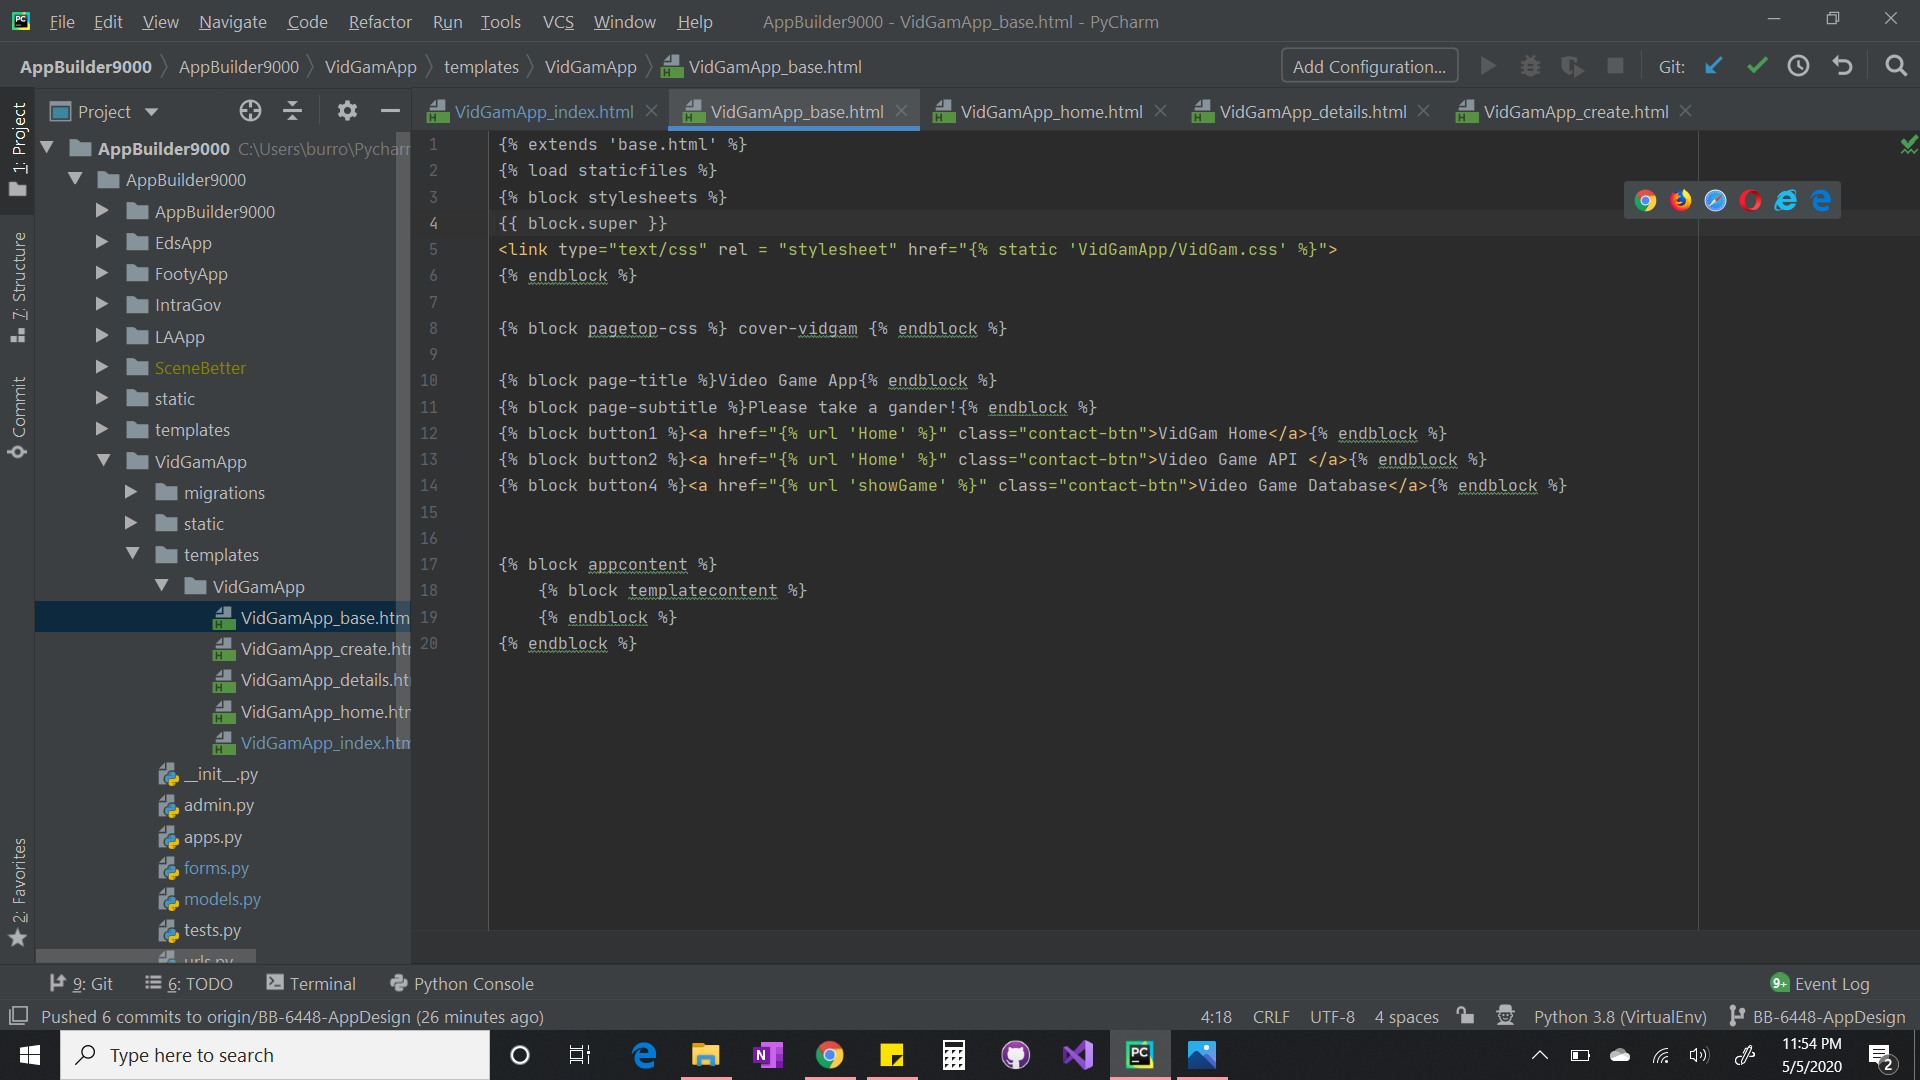 File Edit View Navigate Code Refactor Run Tools VCS Window Help AppBuilder9000 - VidGamApp_base.html - PyCharm
AppBuilder9000 AppBuilder9000 VidGamApp templates VidGamApp VidGamApp_base.html Add Configuration... Git:
1: Project
7: Structure
Commit
2: Favorites
Project
AppBuilder9000 C:\Users\burro\Pycharm
AppBuilder9000
AppBuilder9000
EdsApp
FootyApp
IntraGov
LAApp
SceneBetter
static
templates
VidGamApp
migrations
static
templates
VidGamApp
VidGamApp_base.htm
VidGamApp_create.htm
VidGamApp_details.ht
VidGamApp_home.htm
VidGamApp_index.htm
__init__.py
admin.py
apps.py
forms.py
models.py
tests.py
urls.py
VidGamApp_index.html VidGamApp_base.html VidGamApp_home.html VidGamApp_details.html VidGamApp_create.html
1 {% extends 'base.html' %}
2 {% load staticfiles %}
3 {% block stylesheets %}
4 {{ block.super }}
5 <link type="text/css" rel = "stylesheet" href="{% static 'VidGamApp/VidGam.css' %}">
6 {% endblock %}
7
8 {% block pagetop-css %} cover-vidgam {% endblock %}
9
10 {% block page-title %}Video Game App{% endblock %}
11 {% block page-subtitle %}Please take a gander!{% endblock %}
12 {% block button1 %}<a href="{% url 'Home' %}" class="contact-btn">VidGam Home</a>{% endblock %}
13 {% block button2 %}<a href="{% url 'Home' %}" class="contact-btn">Video Game API </a>{% endblock %}
14 {% block button4 %}<a href="{% url 'showGame' %}" class="contact-btn">Video Game Database</a>{% endblock %}
15
16
17 {% block appcontent %}
18 {% block templatecontent %}
19 {% endblock %}
20 {% endblock %}
9: Git 6: TODO Terminal Python Console 9+ Event Log
Pushed 6 commits to origin/BB-6448-AppDesign (26 minutes ago) 4:18 CRLF UTF-8 4 spaces Python 3.8 (VirtualEnv) BB-6448-AppDesign
Type here to search
11:54 PM
5/5/2020
2